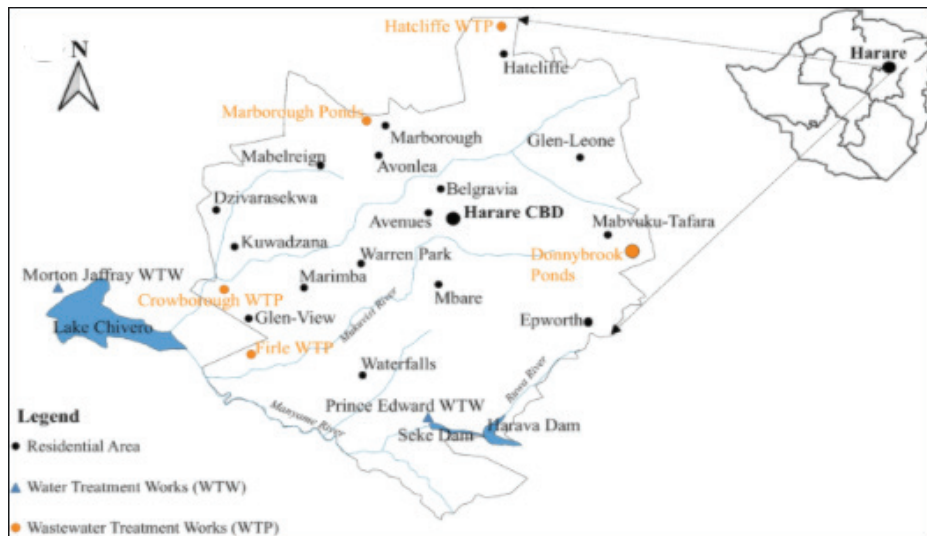 Hatcliffe WTP
N
Harare
Hatcliffe
Marborough Ponds
Marborough
Glen-Leone
Mabelreign
Avonlea
Belgravia
Dzivarasekwa
Avenues
Harare CBD
Mabvuku-Tafara
Kuwadzana
Warren Park
Donnybrook
Ponds
Morton Jaffray WTW
Marimba
Crowborough WTP
Mbare
Lake Chivero
Glen-View
Epworth
Mukuvisi River
Firle WTP
Waterfalls
Ruwa River
Manyame River
Prince Edward WTW
Seke Dam
Harava Dam
Legend
Residential Area
Water Treatment Works (WTW)
Wastewater Treatment Works (WTP)